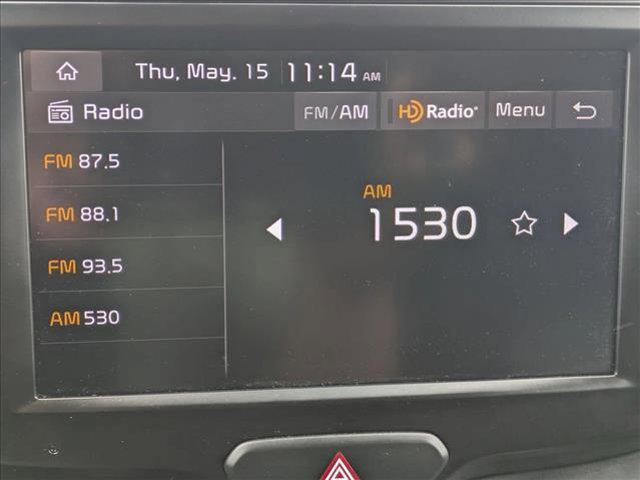 Thu, May. 15 11:14 AM
Radio FM/AM HD Radio® Menu
FM 87.5
FM 88.1
FM 93.5
AM 530
AM
1530